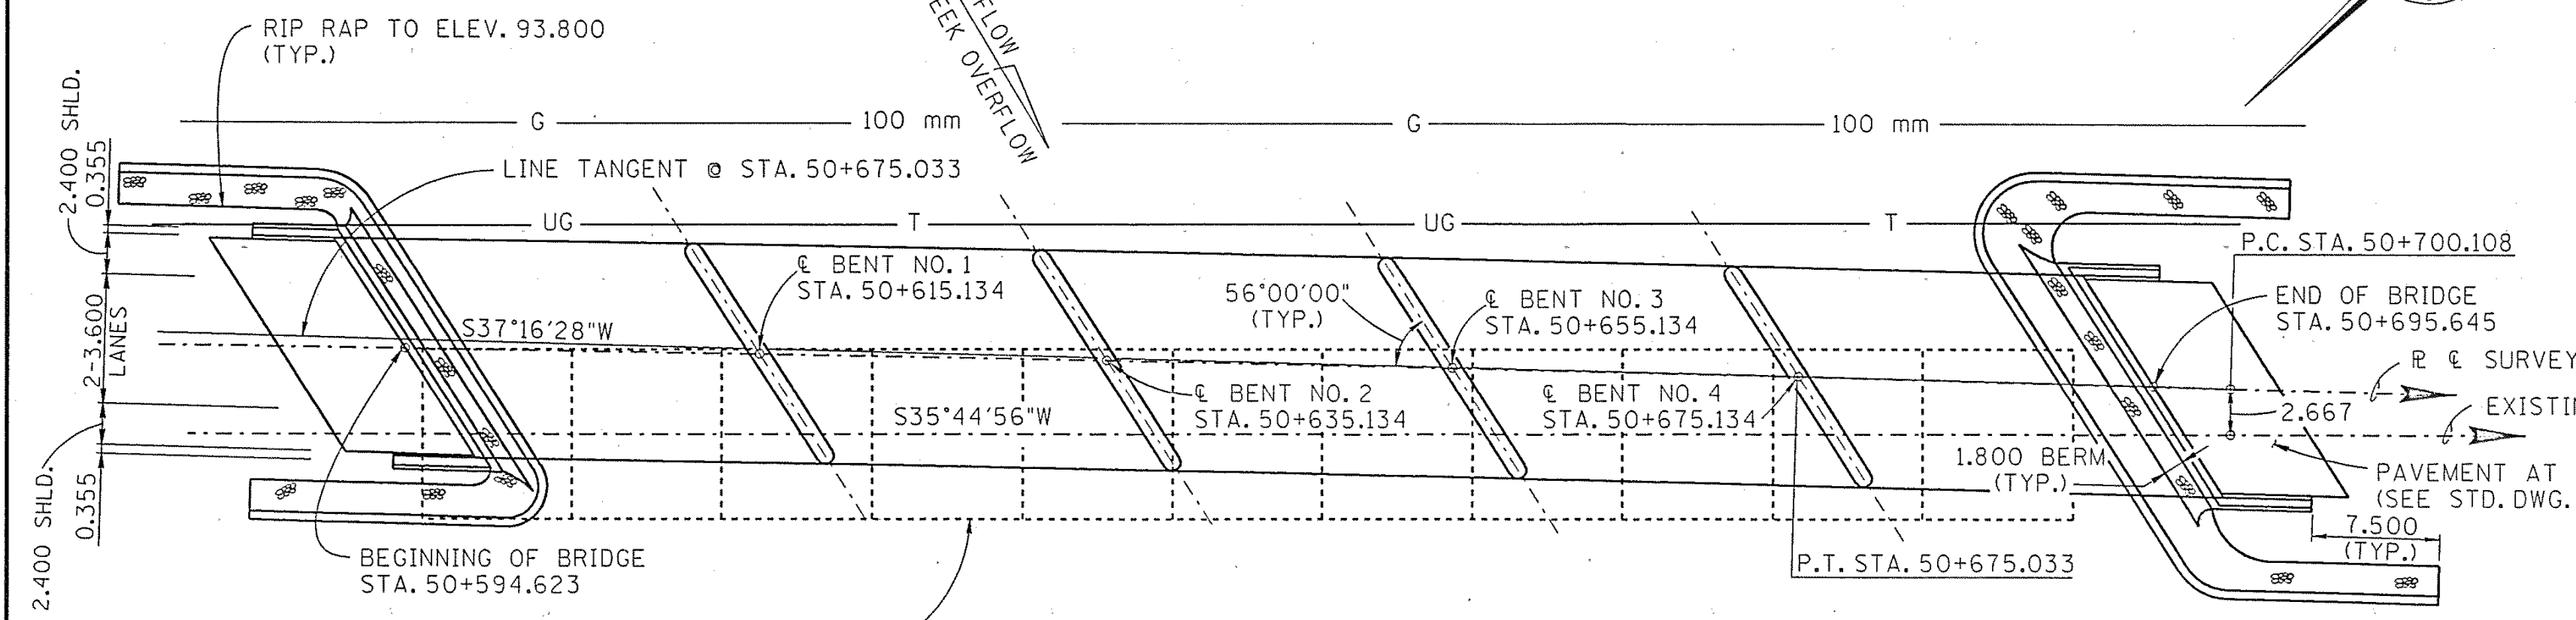 RIP RAP TO ELEV. 93.800
(TYP.)
FLOW
EEK OVERFLOW
2.400 SHLD.
0.355
G
100 mm
G
100 mm
LINE TANGENT @ STA. 50+675.033
UG
T
UG
T
P.C. STA. 50+700.108
℄ BENT NO. 1
STA. 50+615.134
56°00'00"
(TYP.)
℄ BENT NO. 3
STA. 50+655.134
END OF BRIDGE
STA. 50+695.645
2-3.600
LANES
S37°16'28"W
℄ SURVEY
℄ BENT NO. 2
STA. 50+635.134
℄ BENT NO. 4
STA. 50+675.134
2.667
EXISTIN
S35°44'56"W
1.800 BERM
(TYP.)
PAVEMENT AT
(SEE STD. DWG.
2.400 SHLD.
0.355
7.500
(TYP.)
BEGINNING OF BRIDGE
STA. 50+594.623
P.T. STA. 50+675.033